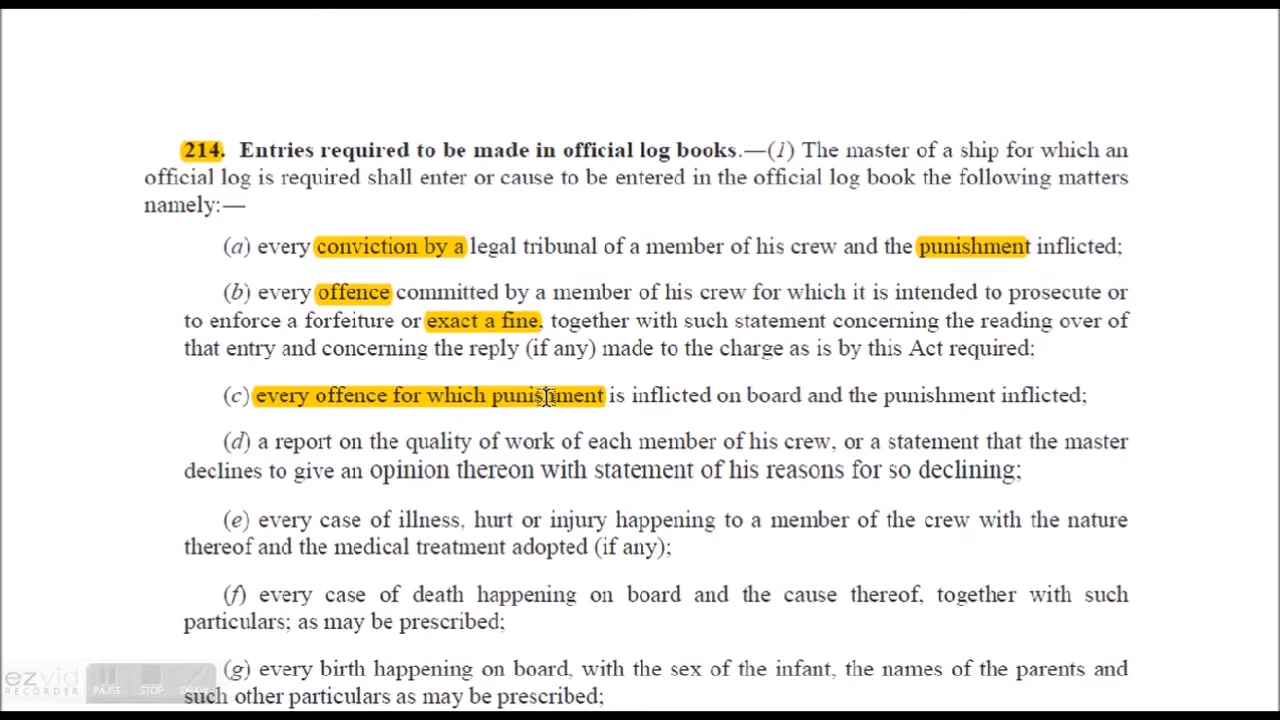 214. Entries required to be made in official log books.—(1) The master of a ship for which an
official log is required shall enter or cause to be entered in the official log book the following matters
namely:—
(a) every conviction by a legal tribunal of a member of his crew and the punishment inflicted;
(b) every offence committed by a member of his crew for which it is intended to prosecute or
to enforce a forfeiture or exact a fine, together with such statement concerning the reading over of
that entry and concerning the reply (if any) made to the charge as is by this Act required;
(c) every offence for which punishment is inflicted on board and the punishment inflicted;
(d) a report on the quality of work of each member of his crew, or a statement that the master
declines to give an opinion thereon with statement of his reasons for so declining;
(e) every case of illness, hurt or injury happening to a member of the crew with the nature
thereof and the medical treatment adopted (if any);
(f) every case of death happening on board and the cause thereof, together with such
particulars; as may be prescribed;
(g) every birth happening on board, with the sex of the infant, the names of the parents and
such other particulars as may be prescribed;
ezvid
RECORDER
PAUSE STOP DRAW